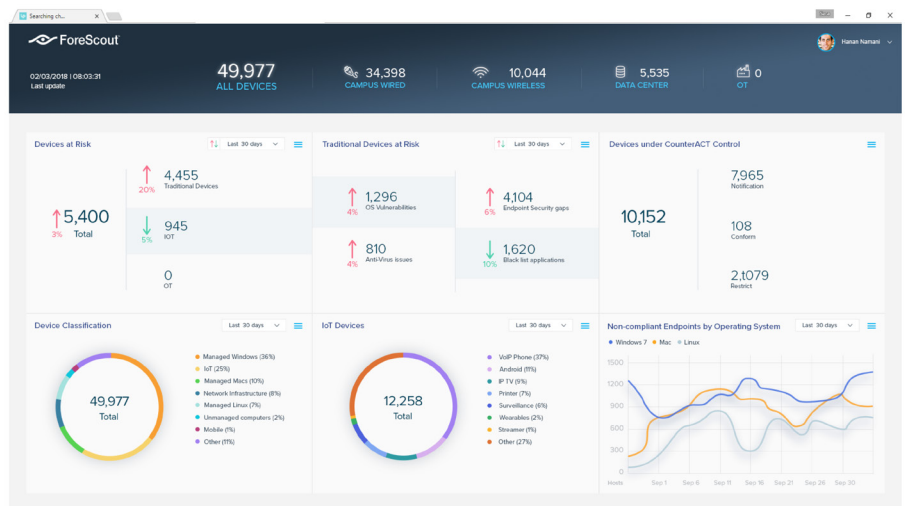 Searching ch... x
ForeScout
Hanan Namani
02/03/2018 | 08:03:31
Last update
49,977
ALL DEVICES
34,398
CAMPUS WIRED
10,044
CAMPUS WIRELESS
5,535
DATA CENTER
0
OT
Devices at Risk
Last 30 days
5,400
Total
3%
20%
4,455
Traditional Devices
5%
945
IOT
0
OT
Traditional Devices at Risk
Last 30 days
4%
1,296
OS Vulnerabilities
6%
4,104
Endpoint Security gaps
4%
810
Anti-Virus issues
10%
1,620
Black list applications
Devices under CounterACT Control
10,152
Total
7,965
Notification
108
Conform
2,t079
Restrict
Device Classification
Last 30 days
49,977
Total
Managed Windows (36%)
IoT (25%)
Managed Macs (10%)
Network Infrastructure (8%)
Managed Linux (7%)
Unmanaged computers (2%)
Mobile (1%)
Other (11%)
IoT Devices
Last 30 days
12,258
Total
VoIP Phone (37%)
Android (11%)
IP TV (9%)
Printer (7%)
Surveillance (6%)
Wearables (2%)
Streamer (1%)
Other (27%)
Non-compliant Endpoints by Operating System
Last 30 days
Windows 7 Mac Linux
1500
1200
900
600
300
0
Sep 1 Sep 6 Sep 11 Sep 16 Sep 21 Sep 26 Sep 30